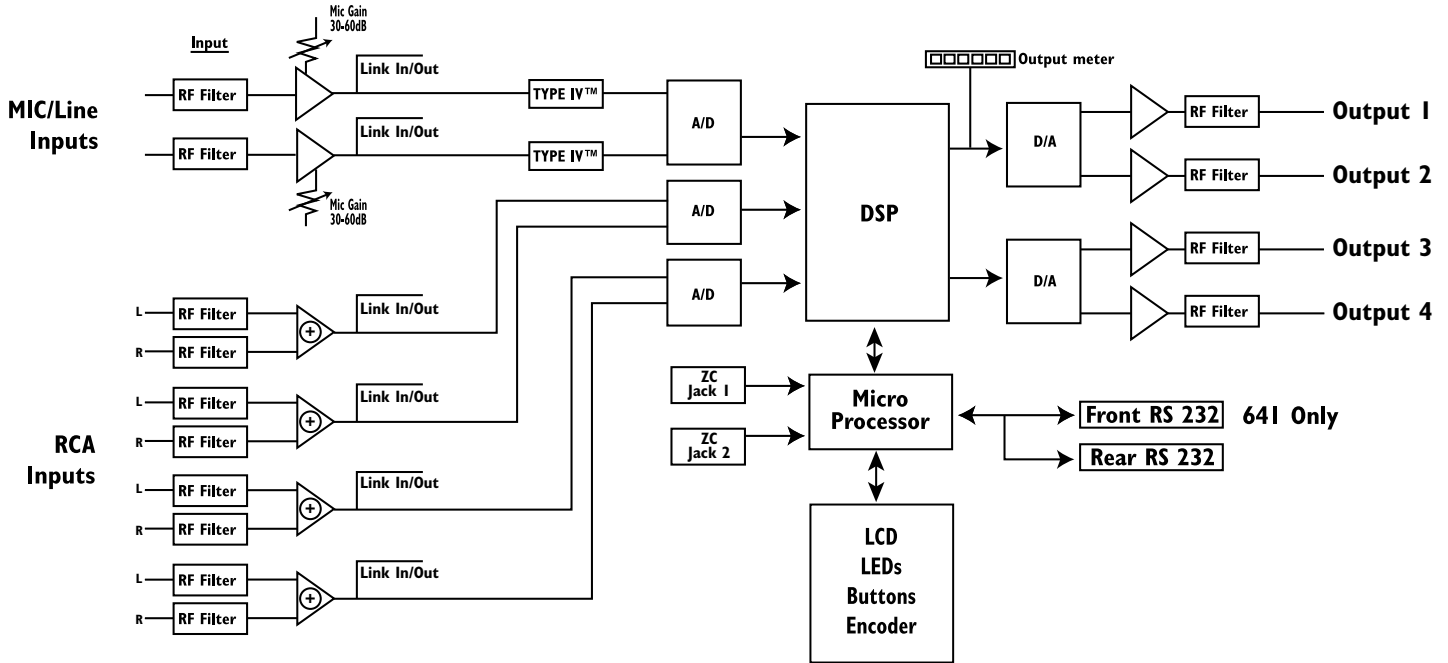 Mic Gain
30-60dB
Input
Link In/Out
RF Filter
TYPE IV™
MIC/Line
Inputs
RF Filter
Link In/Out
TYPE IV™
Mic Gain
30-60dB
A/D
A/D
A/D
DSP
Output meter
D/A
RF Filter
Output 1
RF Filter
Output 2
D/A
RF Filter
Output 3
RF Filter
Output 4
RCA
Inputs
L
RF Filter
R
RF Filter
Link In/Out
L
RF Filter
R
RF Filter
Link In/Out
L
RF Filter
R
RF Filter
Link In/Out
L
RF Filter
R
RF Filter
Link In/Out
ZC
Jack 1
ZC
Jack 2
Micro
Processor
Front RS 232
641 Only
Rear RS 232
LCD
LEDs
Buttons
Encoder